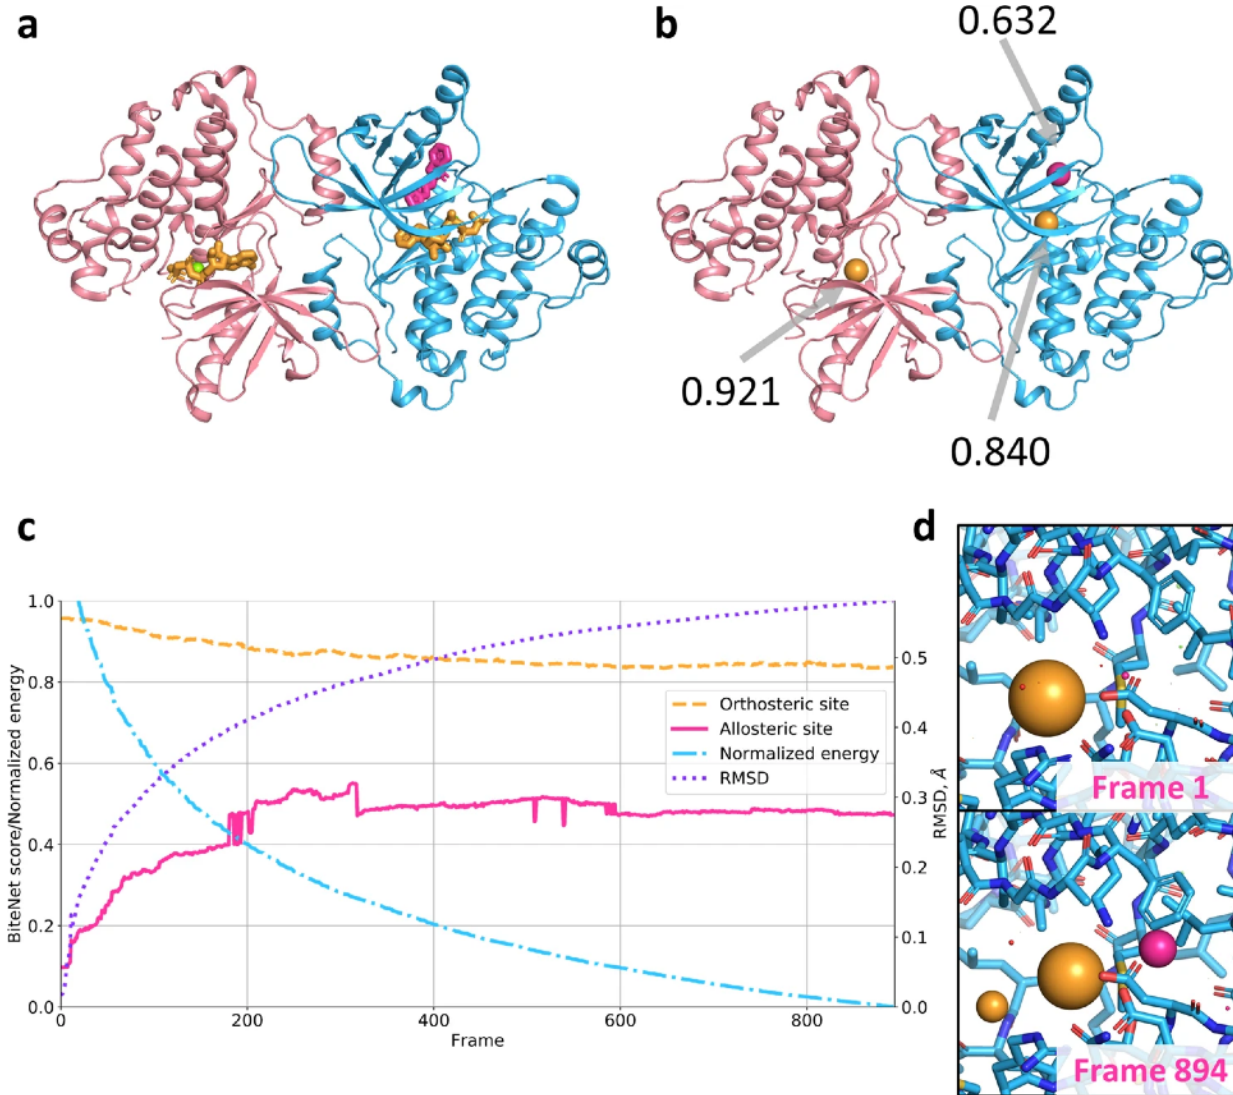 a
b
0.632
0.921
0.840
c
d
1.0
0.8
0.6
0.4
0.2
0.0
BiteNet score/Normalized energy
0
200
400
600
800
Frame
0.5
0.4
0.3
0.2
0.1
0.0
RMSD, Å
Orthosteric site
Allosteric site
Normalized energy
RMSD
Frame 1
Frame 894